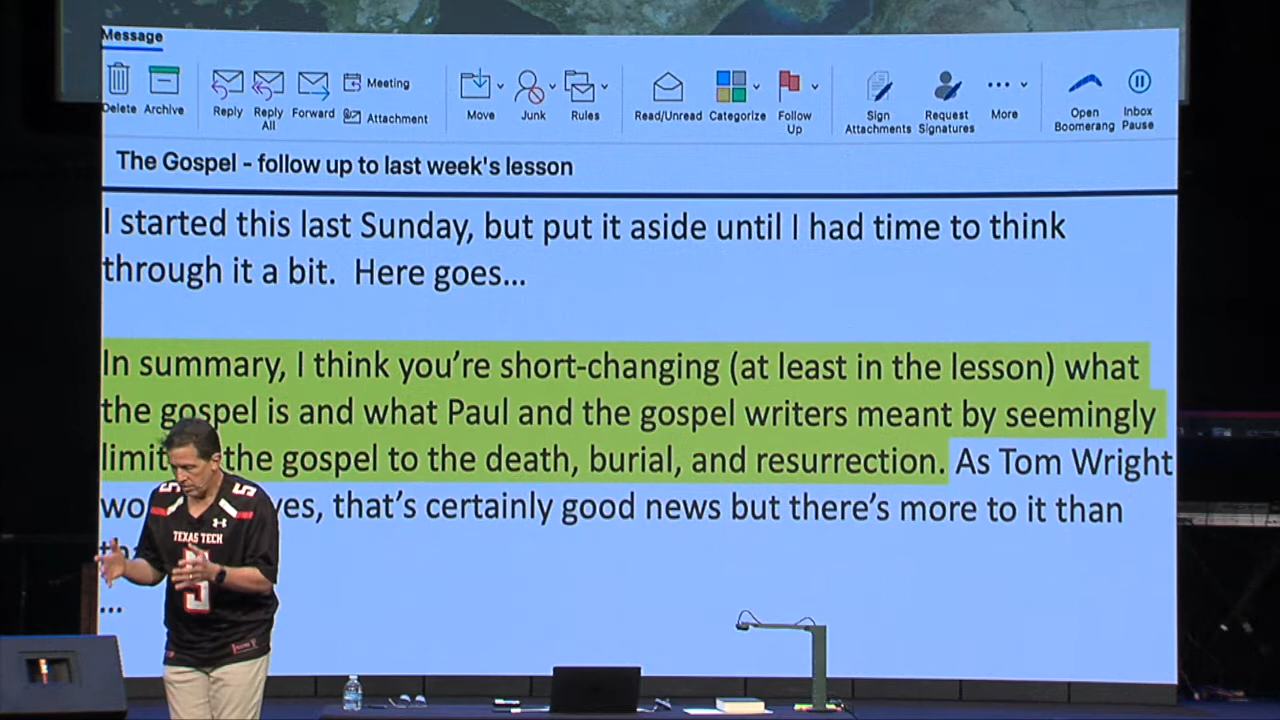 Message
Delete Archive Reply Reply All Forward Meeting Attachment Move Junk Rules Read/Unread Categorize Follow Up Sign Attachments Request Signatures More Open Boomerang Inbox Pause
The Gospel - follow up to last week's lesson
I started this last Sunday, but put it aside until I had time to think
through it a bit.  Here goes...
In summary, I think you're short-changing (at least in the lesson) what
the gospel is and what Paul and the gospel writers meant by seemingly
the gospel to the death, burial, and resurrection. As Tom Wright
yes, that's certainly good news but there's more to it than
...
5 5
TEXAS TECH
5